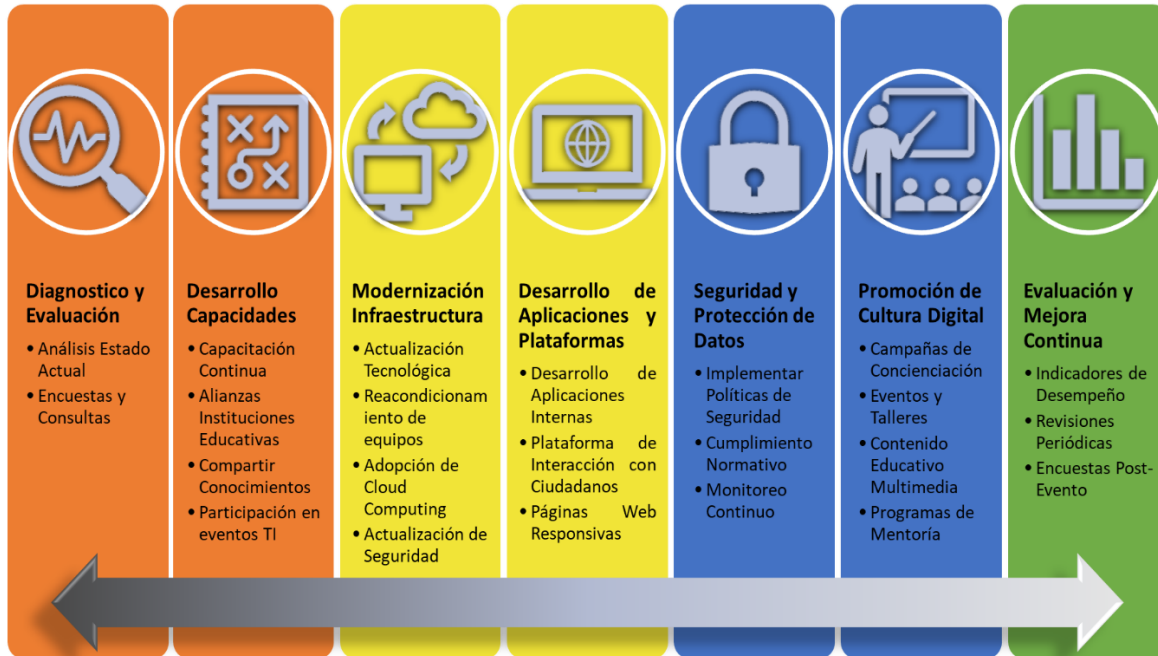 Diagnostico y
Evaluación
• Análisis Estado
Actual
• Encuestas y
Consultas
Desarrollo
Capacidades
• Capacitación
Continua
• Alianzas
Instituciones
Educativas
• Compartir
Conocimientos
• Participación en
eventos TI
Modernización
Infraestructura
• Actualización
Tecnológica
• Reacondicionam
iento de
equipos
• Adopción de
Cloud
Computing
• Actualización de
Seguridad
Desarrollo de
Aplicaciones y
Plataformas
• Desarrollo de
Aplicaciones
Internas
• Plataforma de
Interacción con
Ciudadanos
• Páginas Web
Responsivas
Seguridad y
Protección de
Datos
• Implementar
Políticas de
Seguridad
• Cumplimiento
Normativo
• Monitoreo
Continuo
Promoción de
Cultura Digital
• Campañas de
Concienciación
• Eventos y
Talleres
• Contenido
Educativo
Multimedia
• Programas de
Mentoría
Evaluación y
Mejora
Continua
• Indicadores de
Desempeño
• Revisiones
Periódicas
• Encuestas Post-
Evento